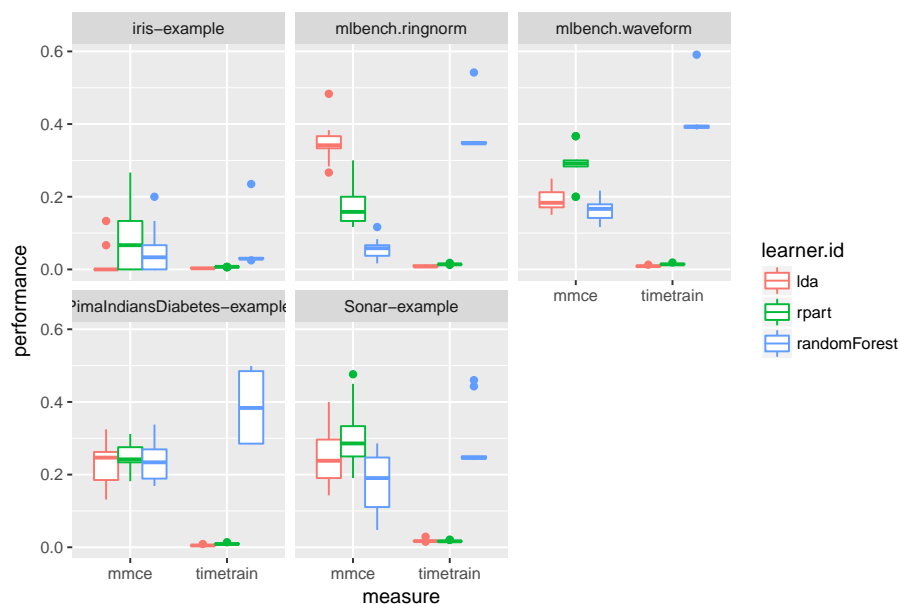 iris−example
mlbench.ringnorm
mlbench.waveform
0.6
0.4
0.2
0.0
mmce
timetrain
PimaIndiansDiabetes−example
Sonar−example
0.6
0.4
0.2
0.0
mmce
timetrain
mmce
timetrain
measure
performance
learner.id
lda
rpart
randomForest